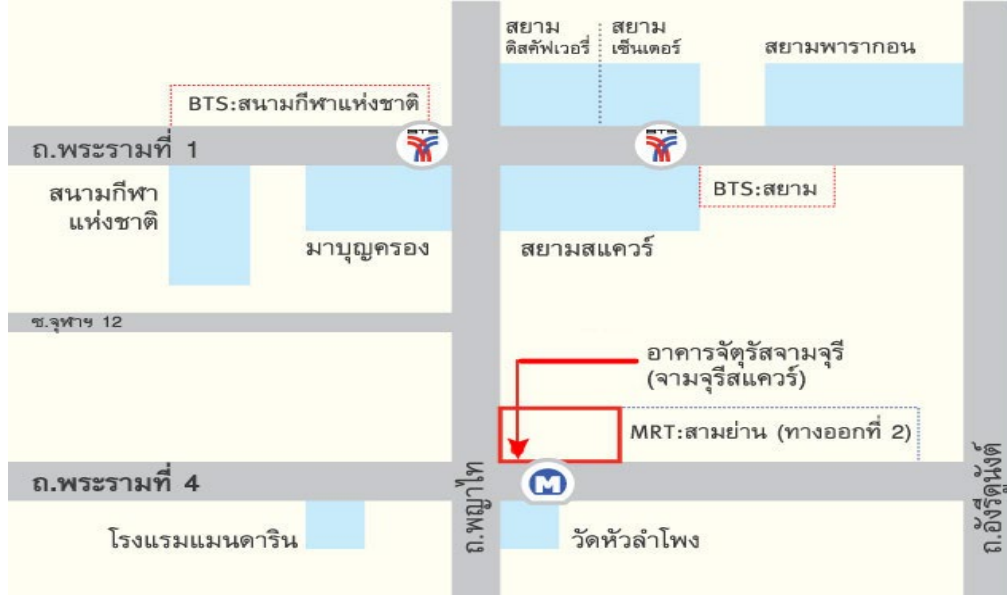 สยาม
ดิสคัฟเวอรี่
สยาม
เซ็นเตอร์
สยามพารากอน
BTS:สนามกีฬาแห่งชาติ
BTS
BTS
ถ.พระรามที่ 1
สนามกีฬา
แห่งชาติ
มาบุญครอง
สยามสแควร์
BTS:สยาม
ซ.จุฬาฯ 12
อาคารจัตุรัสจามจุรี
(จามจุรีสแควร์)
MRT:สามย่าน (ทางออกที่ 2)
ถ.พระรามที่ 4
M
ถ.พญาไท
ถ.อังรีดูนังต์
โรงแรมแมนดาริน
วัดหัวลำโพง